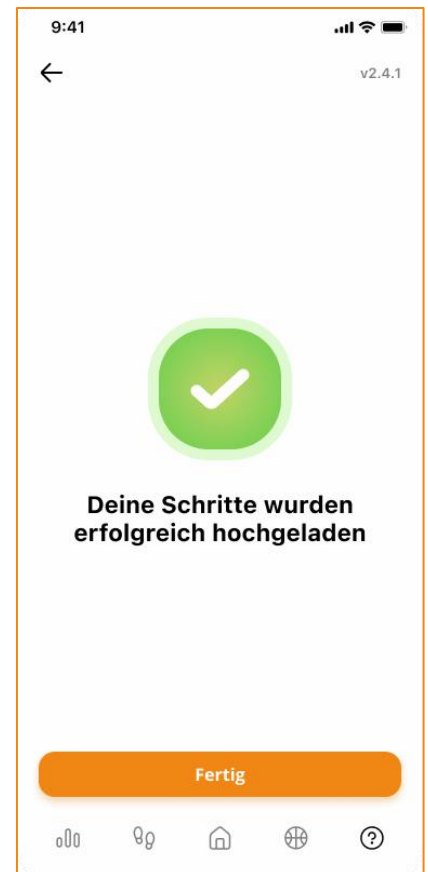 9:41
v2.4.1
Deine Schritte wurden
erfolgreich hochgeladen
Fertig